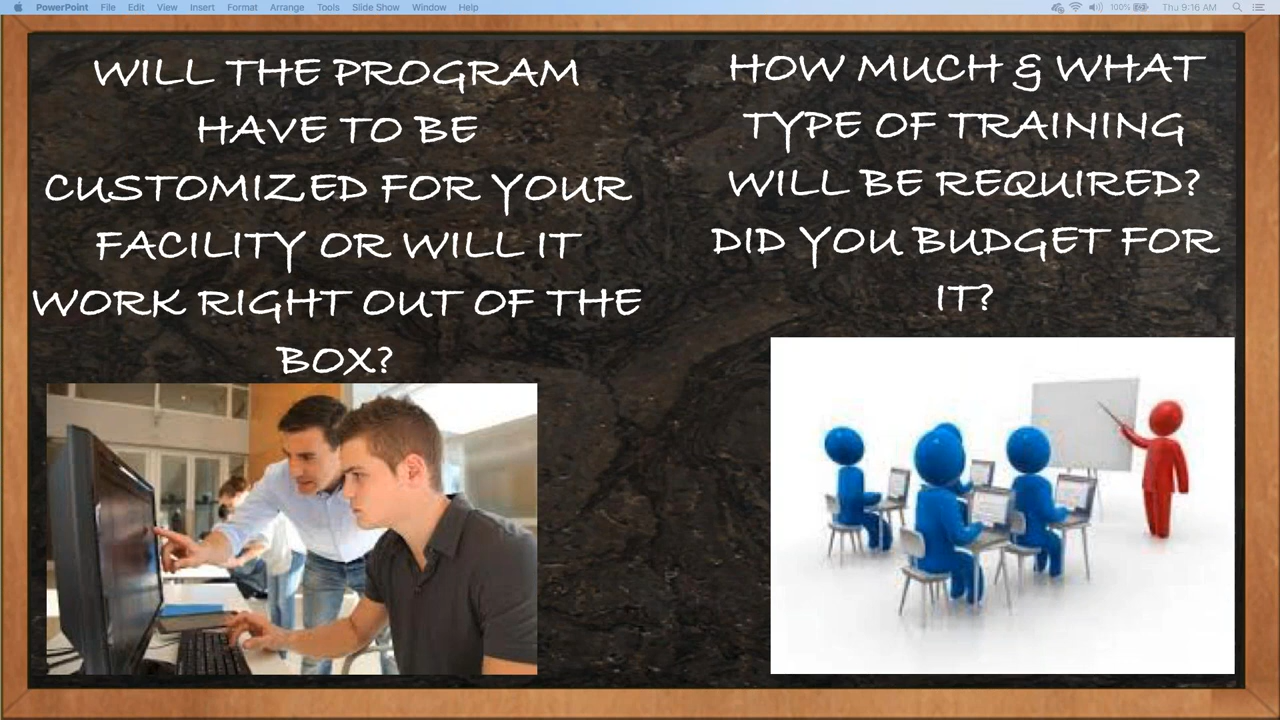 PowerPoint File Edit View Insert Format Arrange Tools Slide Show Window Help 100% Thu 9:16 AM
WILL THE PROGRAM
HAVE TO BE
CUSTOMIZED FOR YOUR
FACILITY OR WILL IT
WORK RIGHT OUT OF THE
BOX?
HOW MUCH & WHAT
TYPE OF TRAINING
WILL BE REQUIRED?
DID YOU BUDGET FOR
IT?